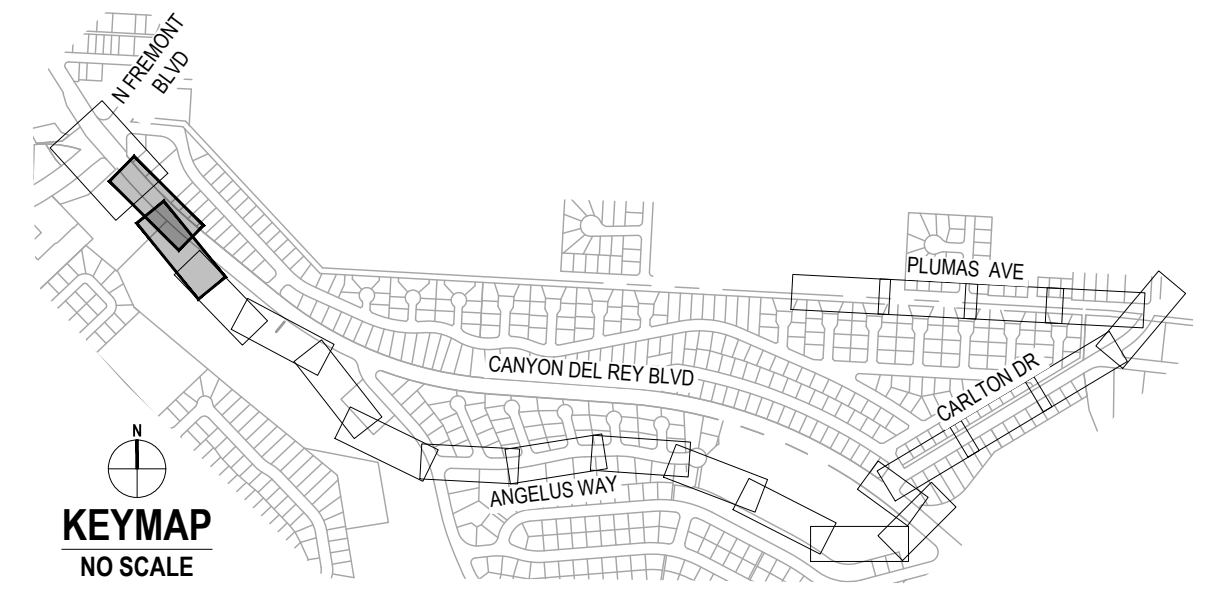 N FREMONT
BLVD
PLUMAS AVE
CANYON DEL REY BLVD
CARLTON DR
ANGELUS WAY
N
KEYMAP
NO SCALE